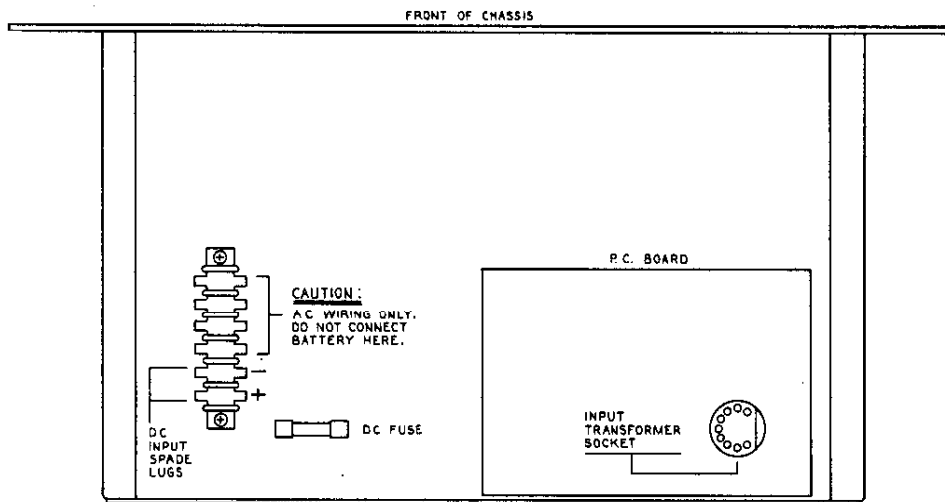 FRONT OF CHASSIS
P.C. BOARD
CAUTION:
A.C. WIRING ONLY.
DO NOT CONNECT
BATTERY HERE.
−
+
DC FUSE
DC
INPUT
SPADE
LUGS
INPUT
TRANSFORMER
SOCKET